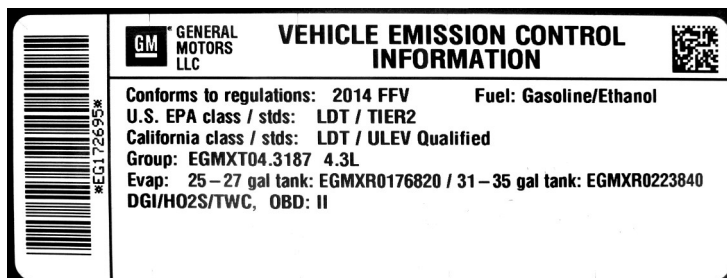 *EG172695*
GM
GENERAL
MOTORS
LLC
VEHICLE EMISSION CONTROL
INFORMATION
Conforms to regulations: 2014 FFV Fuel: Gasoline/Ethanol
U.S. EPA class / stds: LDT / TIER2
California class / stds: LDT / ULEV Qualified
Group: EGMXT04.3187 4.3L
Evap: 25-27 gal tank: EGMXR0176820 / 31-35 gal tank: EGMXR0223840
DGI/HO2S/TWC, OBD: II